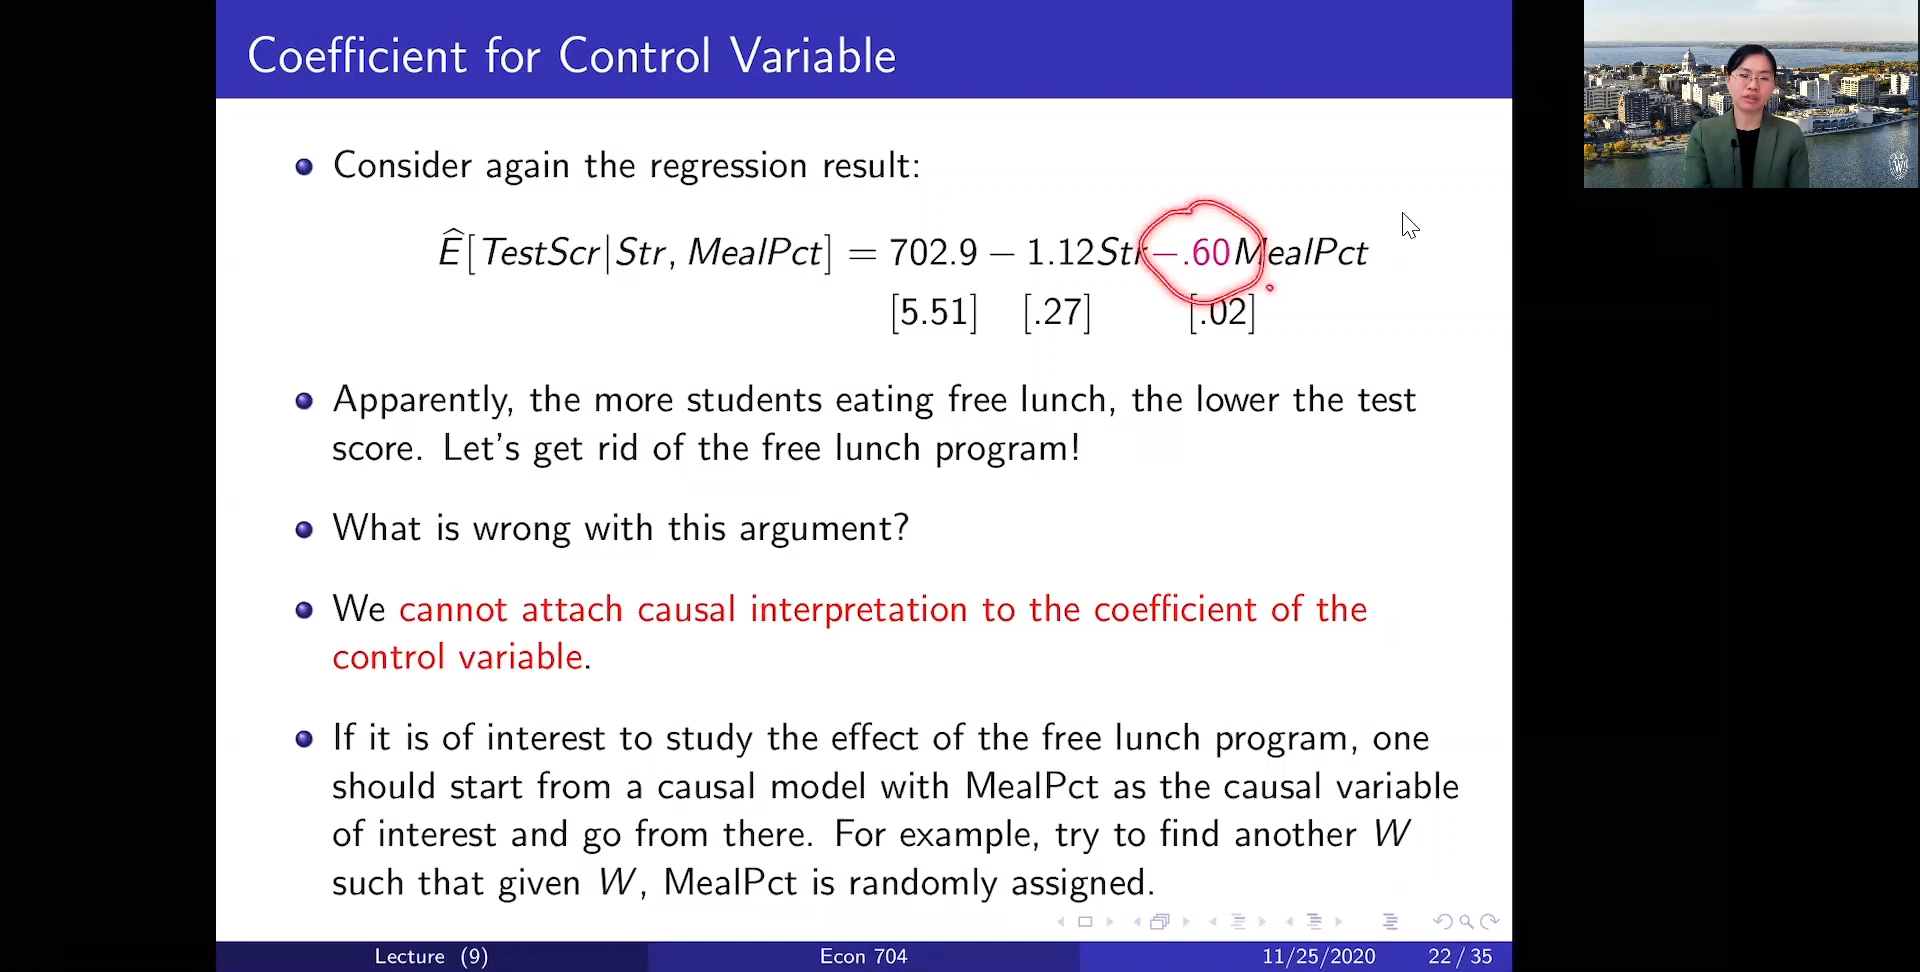 Coefficient for Control Variable
Consider again the regression result:
Ê[TestScr|Str, MealPct] = 702.9 − 1.12Str−.60MealPct
[5.51] [.27] [.02]
Apparently, the more students eating free lunch, the lower the test
score. Let's get rid of the free lunch program!
What is wrong with this argument?
We cannot attach causal interpretation to the coefficient of the
control variable.
If it is of interest to study the effect of the free lunch program, one
should start from a causal model with MealPct as the causal variable
of interest and go from there. For example, try to find another W
such that given W, MealPct is randomly assigned.
Lecture (9) Econ 704 11/25/2020 22 / 35
W